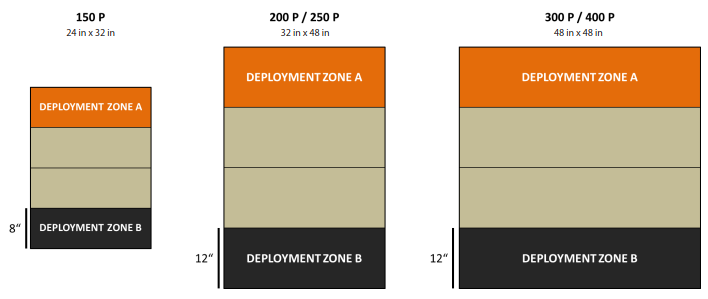 150 P
24 in x 32 in
DEPLOYMENT ZONE A
DEPLOYMENT ZONE B
8“
200 P / 250 P
32 in x 48 in
DEPLOYMENT ZONE A
DEPLOYMENT ZONE B
12“
300 P / 400 P
48 in x 48 in
DEPLOYMENT ZONE A
DEPLOYMENT ZONE B
12“